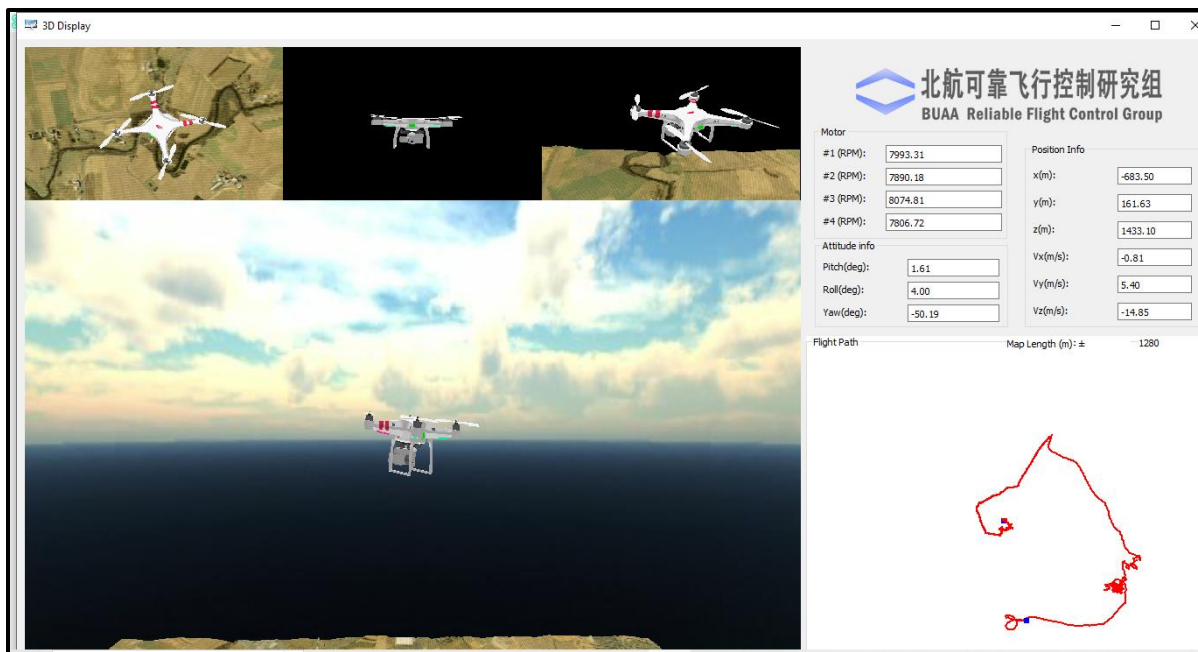 3D Display
北航可靠飞行控制研究组
BUAA Reliable Flight Control Group
Motor
#1 (RPM): 7993.31
#2 (RPM): 7890.18
#3 (RPM): 8074.81
#4 (RPM): 7806.72
Attitude info
Pitch(deg): 1.61
Roll(deg): 4.00
Yaw(deg): -50.19
Position Info
x(m): -683.50
y(m): 161.63
z(m): 1433.10
Vx(m/s): -0.81
Vy(m/s): 5.40
Vz(m/s): -14.85
Flight Path
Map Length (m): ± 1280